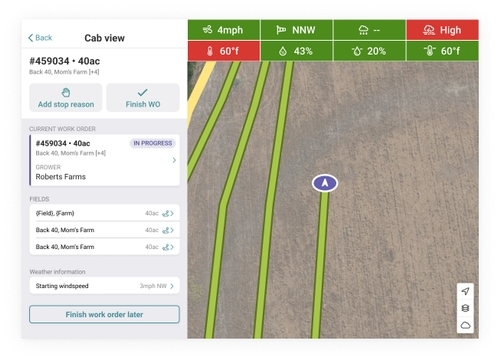 Back
Cab view
#459034 • 40ac
Back 40, Mom's Farm [+4]
Add stop reason
Finish WO
CURRENT WORK ORDER
#459034 • 40ac
IN PROGRESS
Back 40, Mom's Farm [+4]
GROWER
Roberts Farms
FIELDS
{Field}, {Farm}
40ac
Back 40, Mom's Farm
40ac
Back 40, Mom's Farm
40ac
Weather information
Starting windspeed
3mph NW
Finish work order later
4mph
NNW
--
High
60°f
43%
20%
60°f